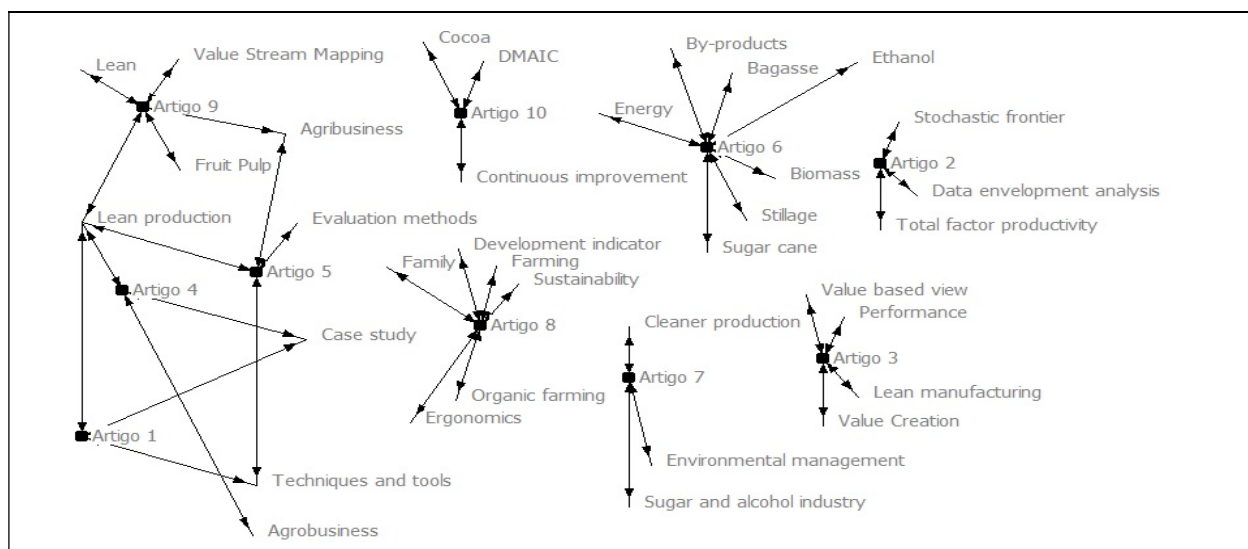 Lean
Value Stream Mapping
Artigo 9
Agribusiness
Fruit Pulp
Lean production
Evaluation methods
Artigo 5
Artigo 4
Case study
Artigo 1
Techniques and tools
Agrobusiness
Cocoa
DMAIC
Artigo 10
Continuous improvement
Development indicator
Family
Farming
Sustainability
Artigo 8
Organic farming
Ergonomics
By-products
Bagasse
Ethanol
Energy
Artigo 6
Biomass
Stillage
Sugar cane
Stochastic frontier
Artigo 2
Data envelopment analysis
Total factor productivity
Cleaner production
Artigo 7
Environmental management
Sugar and alcohol industry
Value based view
Performance
Artigo 3
Lean manufacturing
Value Creation